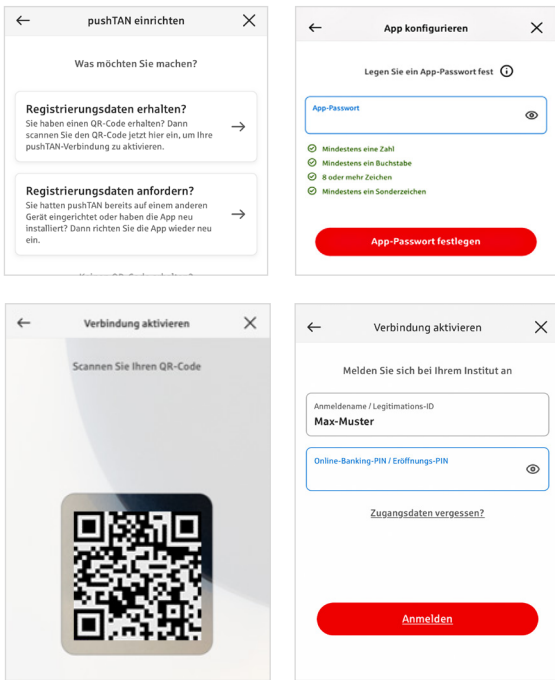 pushTAN einrichten
Was möchten Sie machen?
Registrierungsdaten erhalten?
Sie haben einen QR-Code erhalten? Dann
scannen Sie den QR-Code jetzt hier ein, um Ihre
pushTAN-Verbindung zu aktivieren.
Registrierungsdaten anfordern?
Sie hatten pushTAN bereits auf einem anderen
Gerät eingerichtet oder haben die App neu
installiert? Dann richten Sie die App wieder neu
ein.
App konfigurieren
Legen Sie ein App-Passwort fest
App-Passwort
Mindestens eine Zahl
Mindestens ein Buchstabe
8 oder mehr Zeichen
Mindestens ein Sonderzeichen
App-Passwort festlegen
Verbindung aktivieren
Scannen Sie Ihren QR-Code
Verbindung aktivieren
Melden Sie sich bei Ihrem Institut an
Anmeldename / Legitimations-ID
Max-Muster
Online-Banking-PIN / Eröffnungs-PIN
Zugangsdaten vergessen?
Anmelden